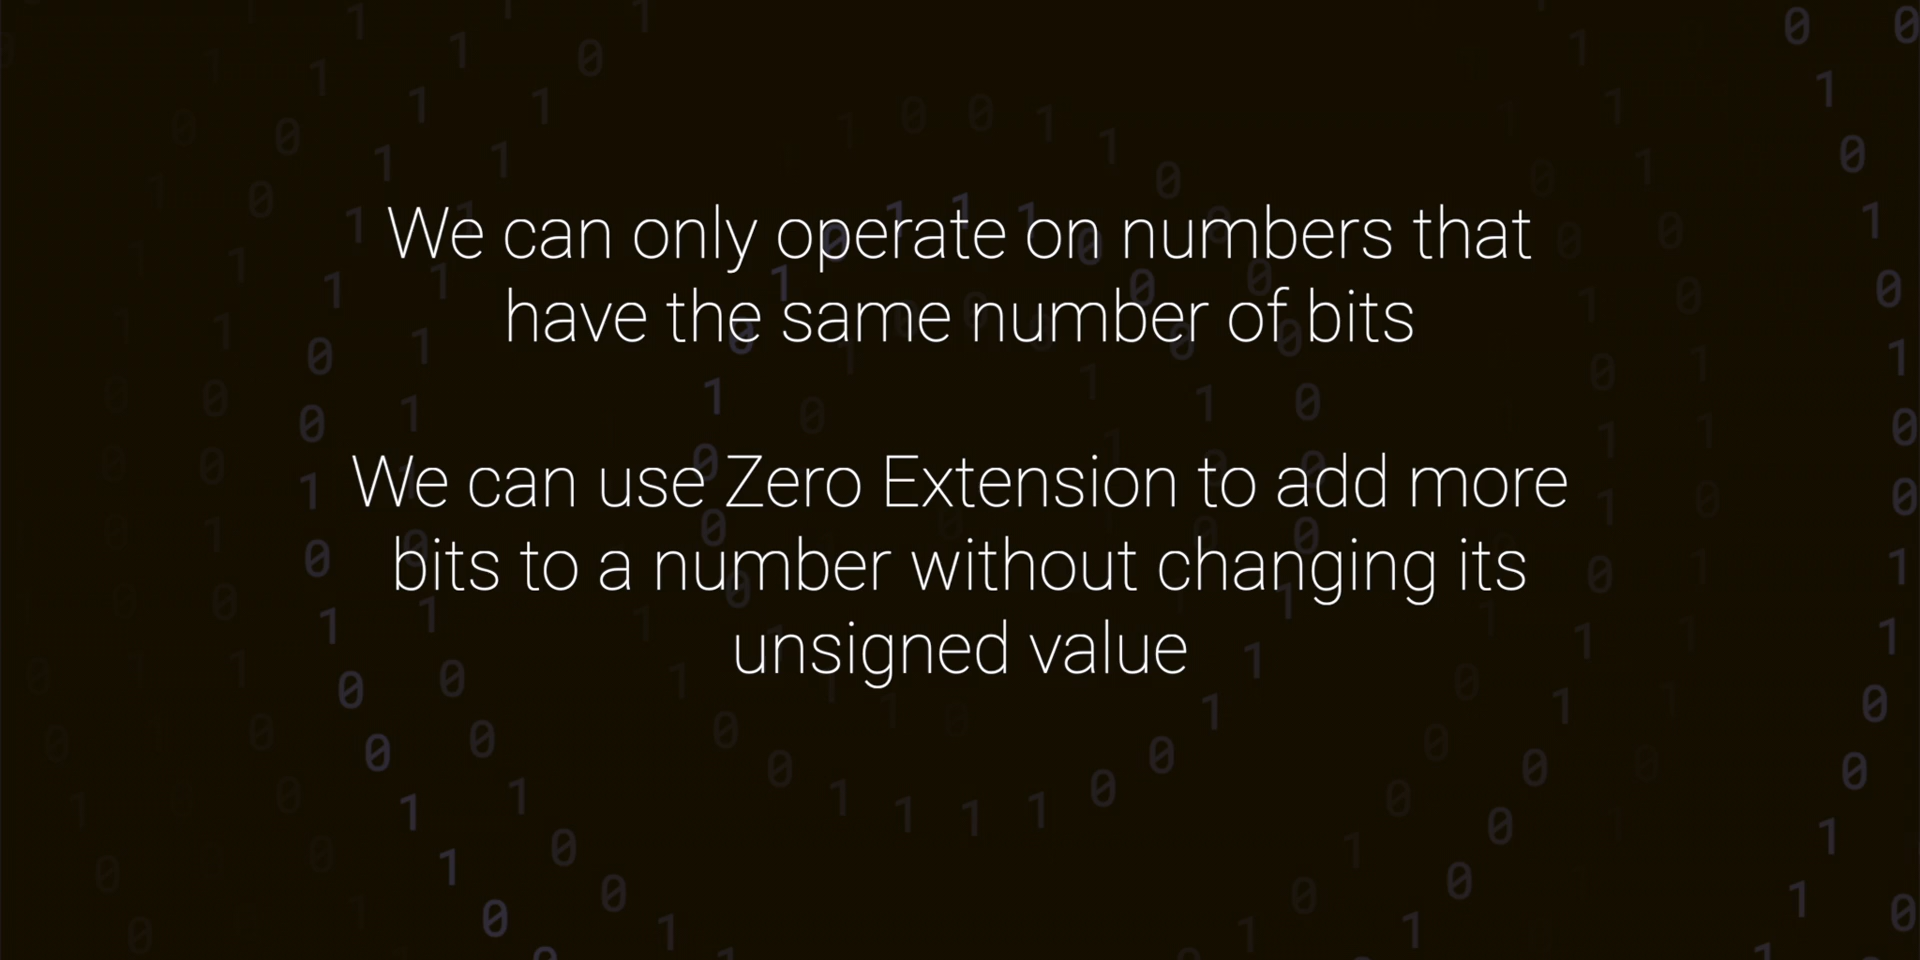 We can only operate on numbers that
have the same number of bits
We can use Zero Extension to add more
bits to a number without changing its
unsigned value